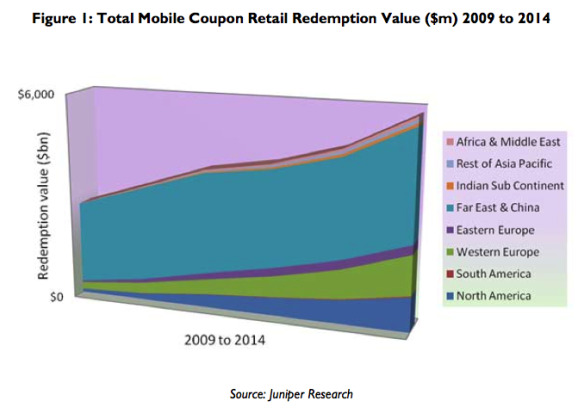 Figure 1: Total Mobile Coupon Retail Redemption Value ($m) 2009 to 2014
$6,000
Redemption value ($bn)
$0
2009 to 2014
Africa & Middle East
Rest of Asia Pacific
Indian Sub Continent
Far East & China
Eastern Europe
Western Europe
South America
North America
Source: Juniper Research